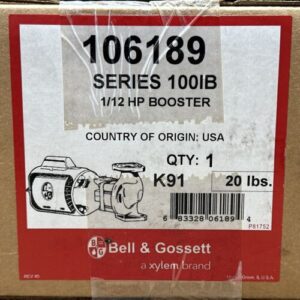 106189
SERIES 100IB
1/12 HP BOOSTER
COUNTRY OF ORIGIN: USA
QTY: 1
K91
20 lbs.
6 83328 06189 4
P81752
B&G
Bell & Gossett
a xylem brand
& U.S.A.